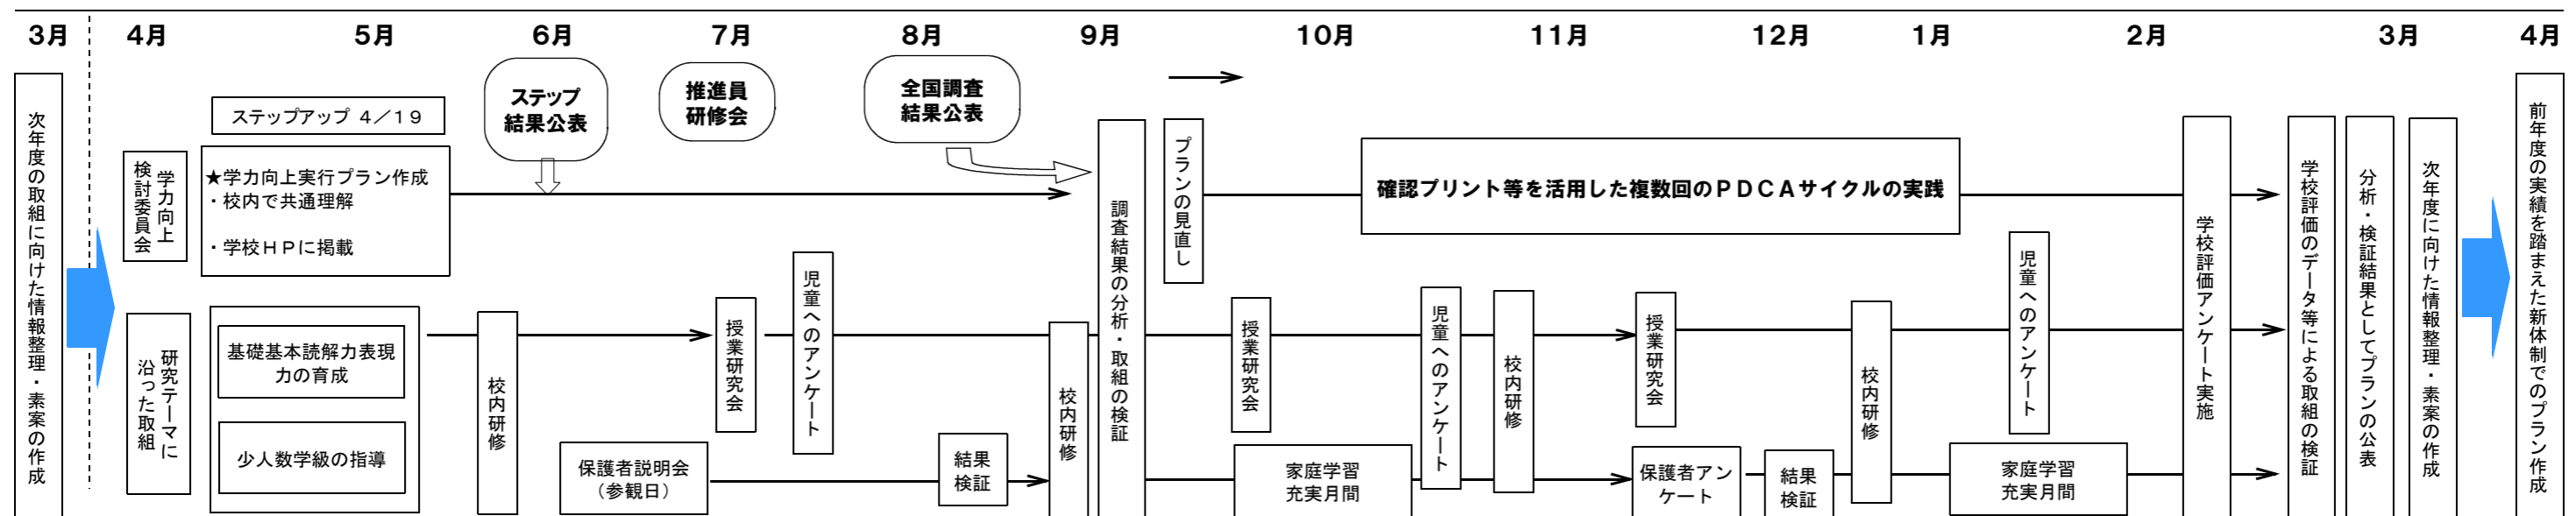 3月 4月 5月 6月 7月 8月 9月 10月 11月 12月 1月 2月 3月 4月
次年度の取組に向けた情報整理・素案の作成
学力向上
検討委員会
研究テーマに
沿った取組
ステップアップ 4/19
★学力向上実行プラン作成
・校内で共通理解
・学校HPに掲載
基礎基本読解力表現
力の育成
少人数学級の指導
ステップ
結果公表
校内研修
保護者説明会
(参観日)
推進員
研修会
授業研究会
児童へのアンケート
全国調査
結果公表
結果
検証
校内研修
調査結果の分析・取組の検証
プランの見直し
授業研究会
家庭学習
充実月間
確認プリント等を活用した複数回のPDCAサイクルの実践
児童へのアンケート
校内研修
授業研究会
保護者アン
ケート
結果
検証
校内研修
児童へのアンケート
家庭学習
充実月間
学校評価アンケート実施
学校評価のデータ等による取組の検証
分析・検証結果としてプランの公表
次年度に向けた情報整理・素案の作成
前年度の実績を踏まえた新体制でのプラン作成